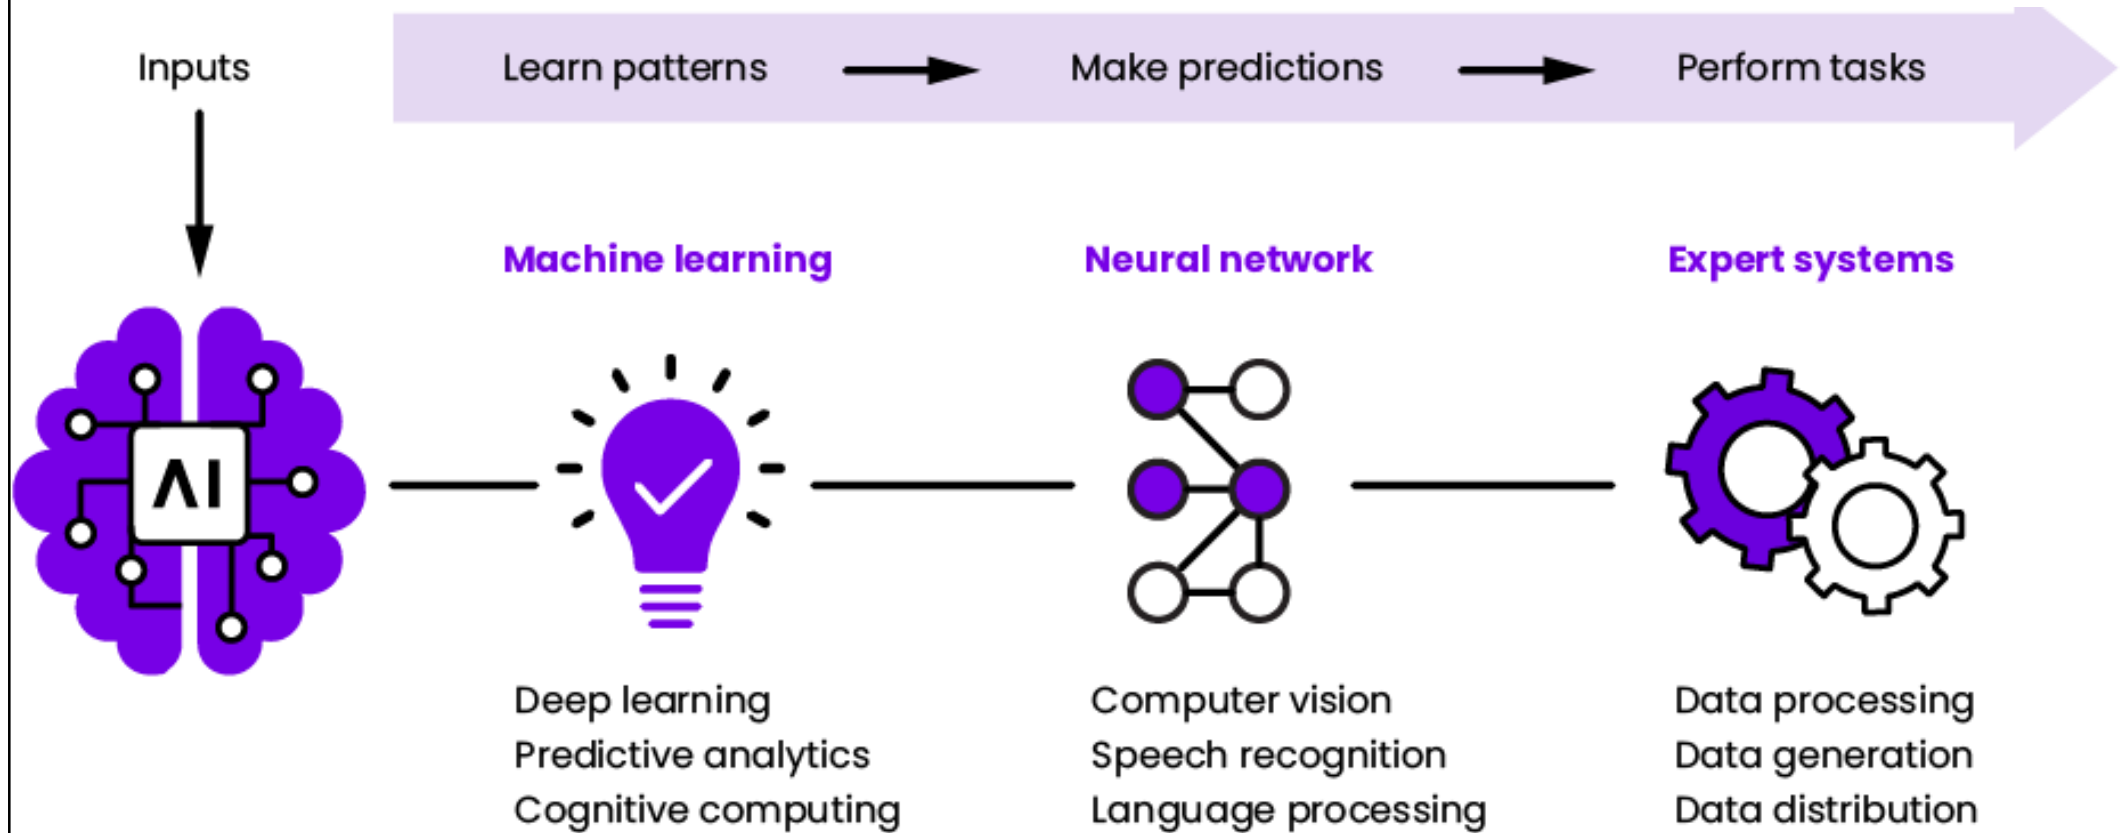 Inputs
Learn patterns
Make predictions
Perform tasks
Machine learning
Neural network
Expert systems
AI
Deep learning
Predictive analytics
Cognitive computing
Computer vision
Speech recognition
Language processing
Data processing
Data generation
Data distribution